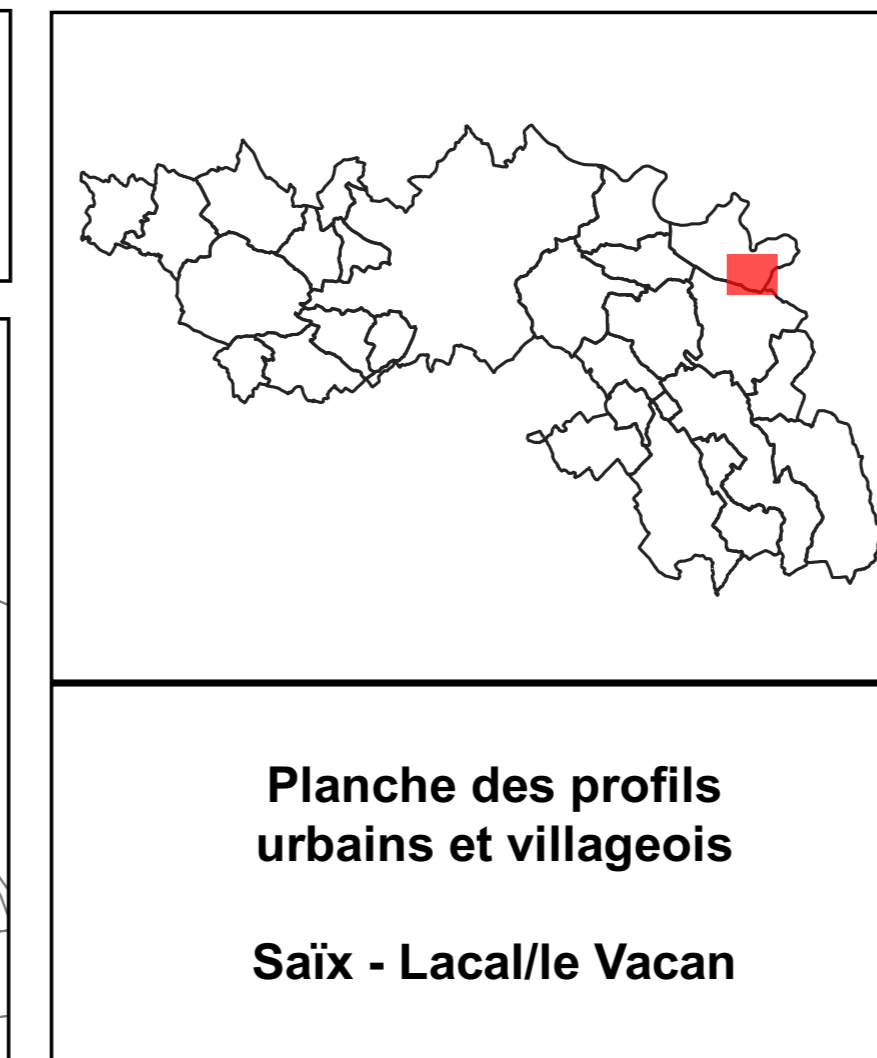 Planche des profils
urbains et villageois
Saïx - Lacal/le Vacan